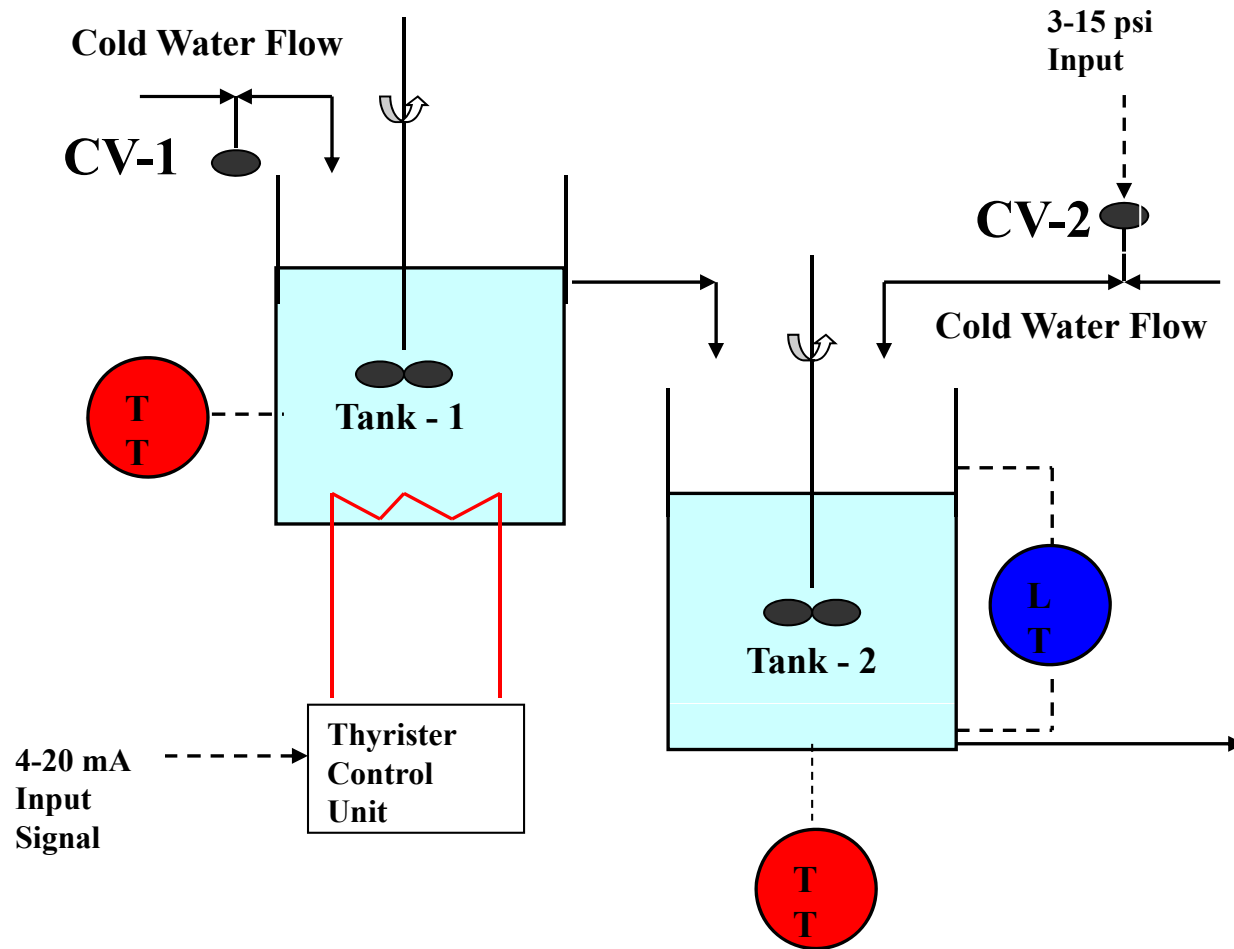 Cold Water Flow
3-15 psi
Input
CV-1
CV-2
Cold Water Flow
T
T
Tank - 1
L
T
Tank - 2
Thyrister
Control
Unit
4-20 mA
Input
Signal
T
T